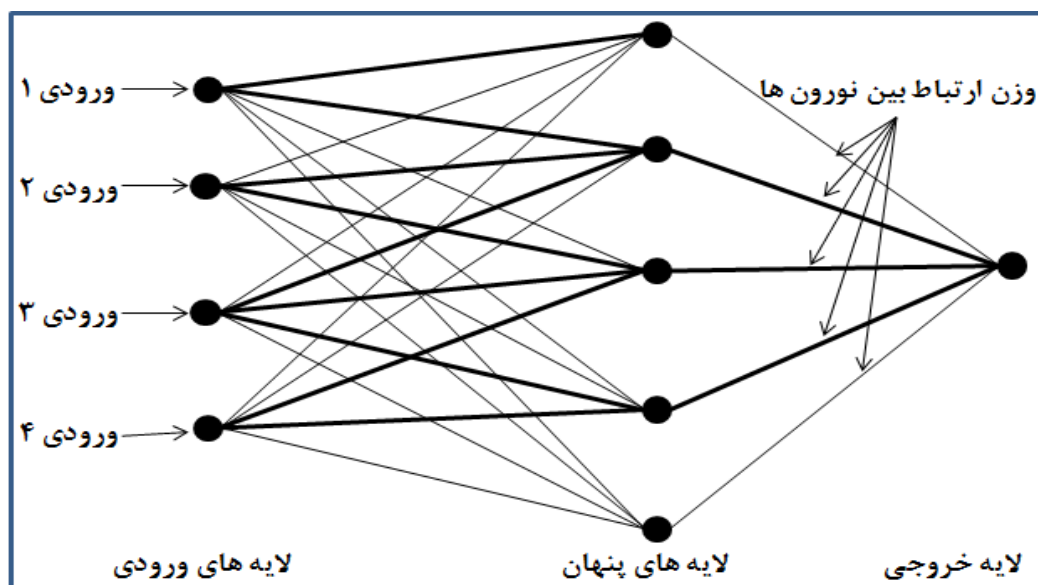 وزن ارتباط بین نورون ها
ورودی ۱
ورودی ۲
ورودی ۳
ورودی ۴
لایه خروجی
لایه های پنهان
لایه های ورودی